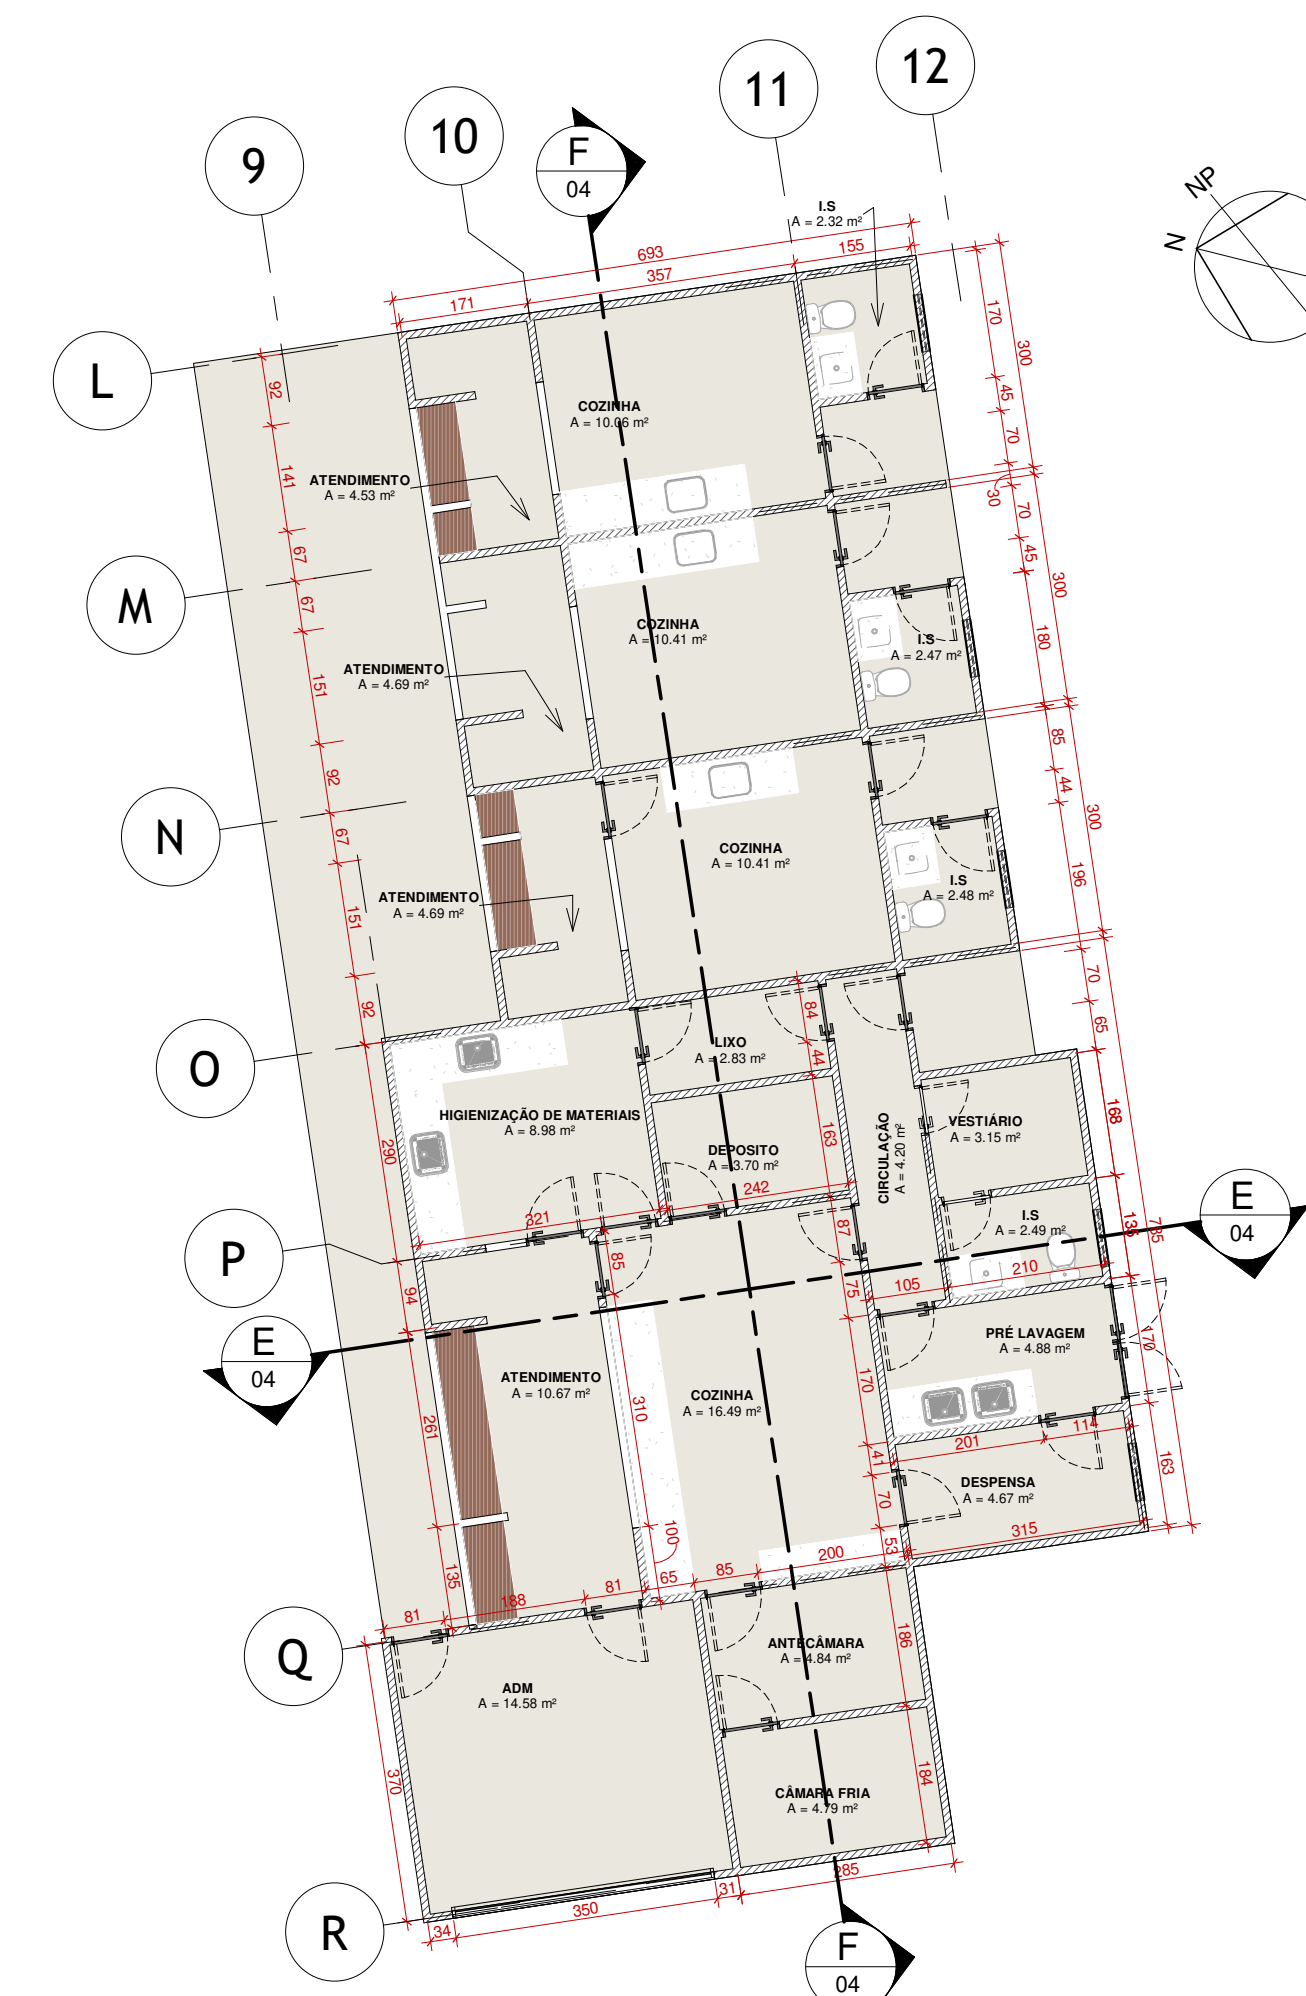 12
11
10
9
F
04
NP
N
I.S
A = 2.32 m²
693
155
357
171
170
300
45
70
L
92
COZINHA
A = 10.06 m²
141
ATENDIMENTO
A = 4.53 m²
30
70
45
67
300
M
67
COZINHA
A = 10.41 m²
I.S
A = 2.47 m²
180
ATENDIMENTO
A = 4.69 m²
151
85
92
44
300
N
67
COZINHA
A = 10.41 m²
196
I.S
A = 2.48 m²
ATENDIMENTO
A = 4.69 m²
151
70
92
84
65
O
LIXO
A = 2.83 m²
44
HIGIENIZAÇÃO DE MATERIAIS
A = 8.98 m²
168
VESTIÁRIO
A = 3.15 m²
163
290
DEPOSITO
A = 3.70 m²
CIRCULAÇÃO
A = 4.20 m²
242
321
87
I.S
A = 2.49 m²
135
785
E
04
P
85
94
75
105
210
E
04
PRÉ LAVAGEM
A = 4.88 m²
170
ATENDIMENTO
A = 10.67 m²
COZINHA
A = 16.49 m²
310
170
261
41
201
114
163
DESPENSA
A = 4.67 m²
70
100
53
315
135
65
85
200
81
188
81
Q
ANTECÂMARA
A = 4.84 m²
186
ADM
A = 14.58 m²
370
CÂMARA FRIA
A = 4.79 m²
184
285
31
350
34
R
F
04